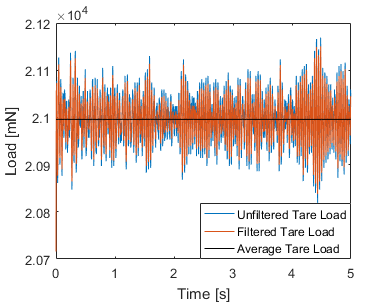 ×10⁴
2.12
2.11
2.1
2.09
2.08
2.07
Load [mN]
Unfiltered Tare Load
Filtered Tare Load
Average Tare Load
0 1 2 3 4 5
Time [s]